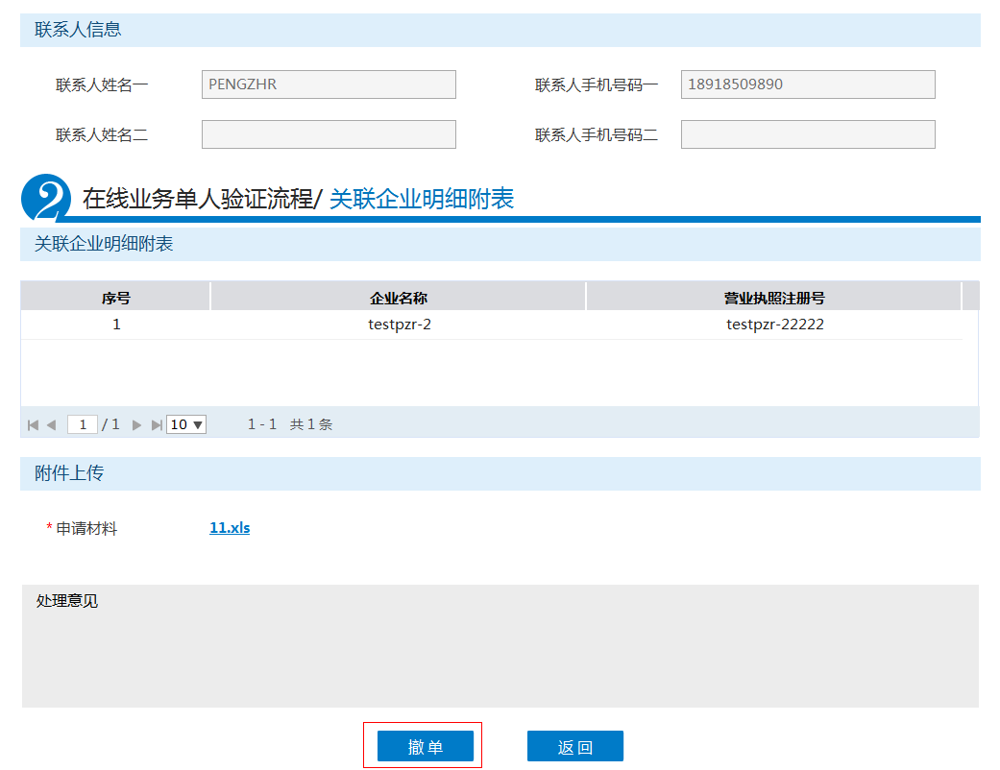 联系人信息
联系人姓名一 PENGZHR 联系人手机号码一 18918509890
联系人姓名二 联系人手机号码二
2 在线业务单人验证流程/ 关联企业明细附表
关联企业明细附表
序号 企业名称 营业执照注册号
1 testpzr-2 testpzr-22222
1 / 1 10 ▼ 1 - 1 共 1 条
附件上传
* 申请材料 11.xls
处理意见
撤单 返回